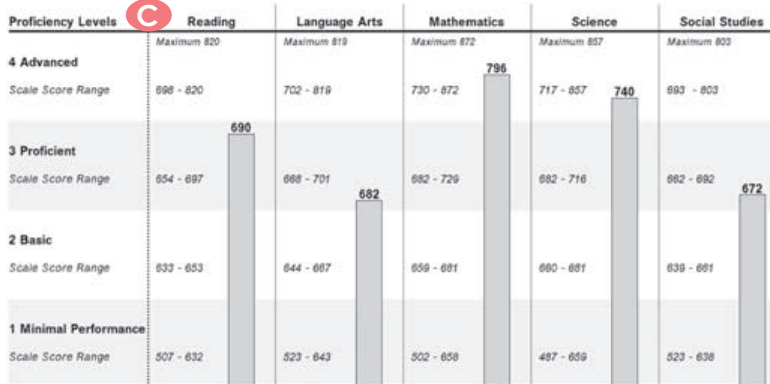 Proficiency Levels C Reading Language Arts Mathematics Science Social Studies
Maximum 820 Maximum 819 Maximum 872 Maximum 857 Maximum 803
4 Advanced
796
Scale Score Range 698 - 820 702 - 819 730 - 872 717 - 857 740 693 - 803
690
3 Proficient
Scale Score Range 654 - 697 668 - 701 682 - 729 682 - 716 662 - 692
682 672
2 Basic
Scale Score Range 633 - 653 644 - 667 659 - 681 660 - 681 639 - 661
1 Minimal Performance
Scale Score Range 507 - 632 523 - 643 502 - 658 487 - 659 523 - 638